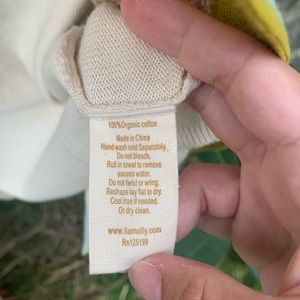 100% Organic cotton
Made in China
Hand wash cold Separately.
Do not bleach.
Roll in towel to remove
excess water.
Do not twist or wring.
Reshape lay flat to dry.
Cool iron if needed.
Or dry clean.
www.liamolly.com
Rn125199